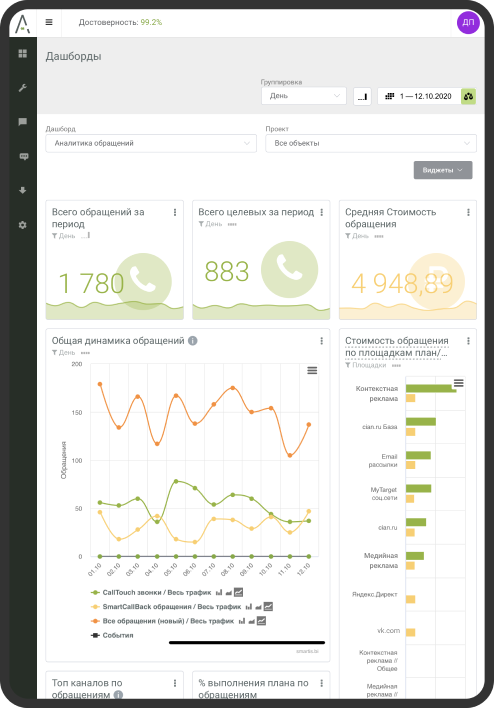 Достоверность: 99.2%
ДП
Дашборды
Группировка
День
1 — 12.10.2020
Дашборд
Аналитика обращений
Проект
Все объекты
Виджеты
Всего обращений за
период
День
1 780
Всего целевых за период
День
883
Средняя Стоимость
обращения
День
4 948,89
Общая динамика обращений
День
Обращения
200
150
100
50
0
01.10
02.10
03.10
04.10
05.10
06.10
07.10
08.10
09.10
10.10
11.10
12.10
CallTouch звонки / Весь трафик
SmartCallBack обращения / Весь трафик
Все обращения (новый) / Весь трафик
События
smartis.bi
Стоимость обращения
по площадкам план/...
Площадки
Контекстная
реклама
cian.ru База
Email
рассылки
MyTarget
соц.сети
cian.ru
Медийная
реклама
Яндекс.Директ
vk.com
Контекстная
реклама //
Общее
Медийная
реклама //
Топ каналов по
обращениям
% выполнения плана по
обращениям